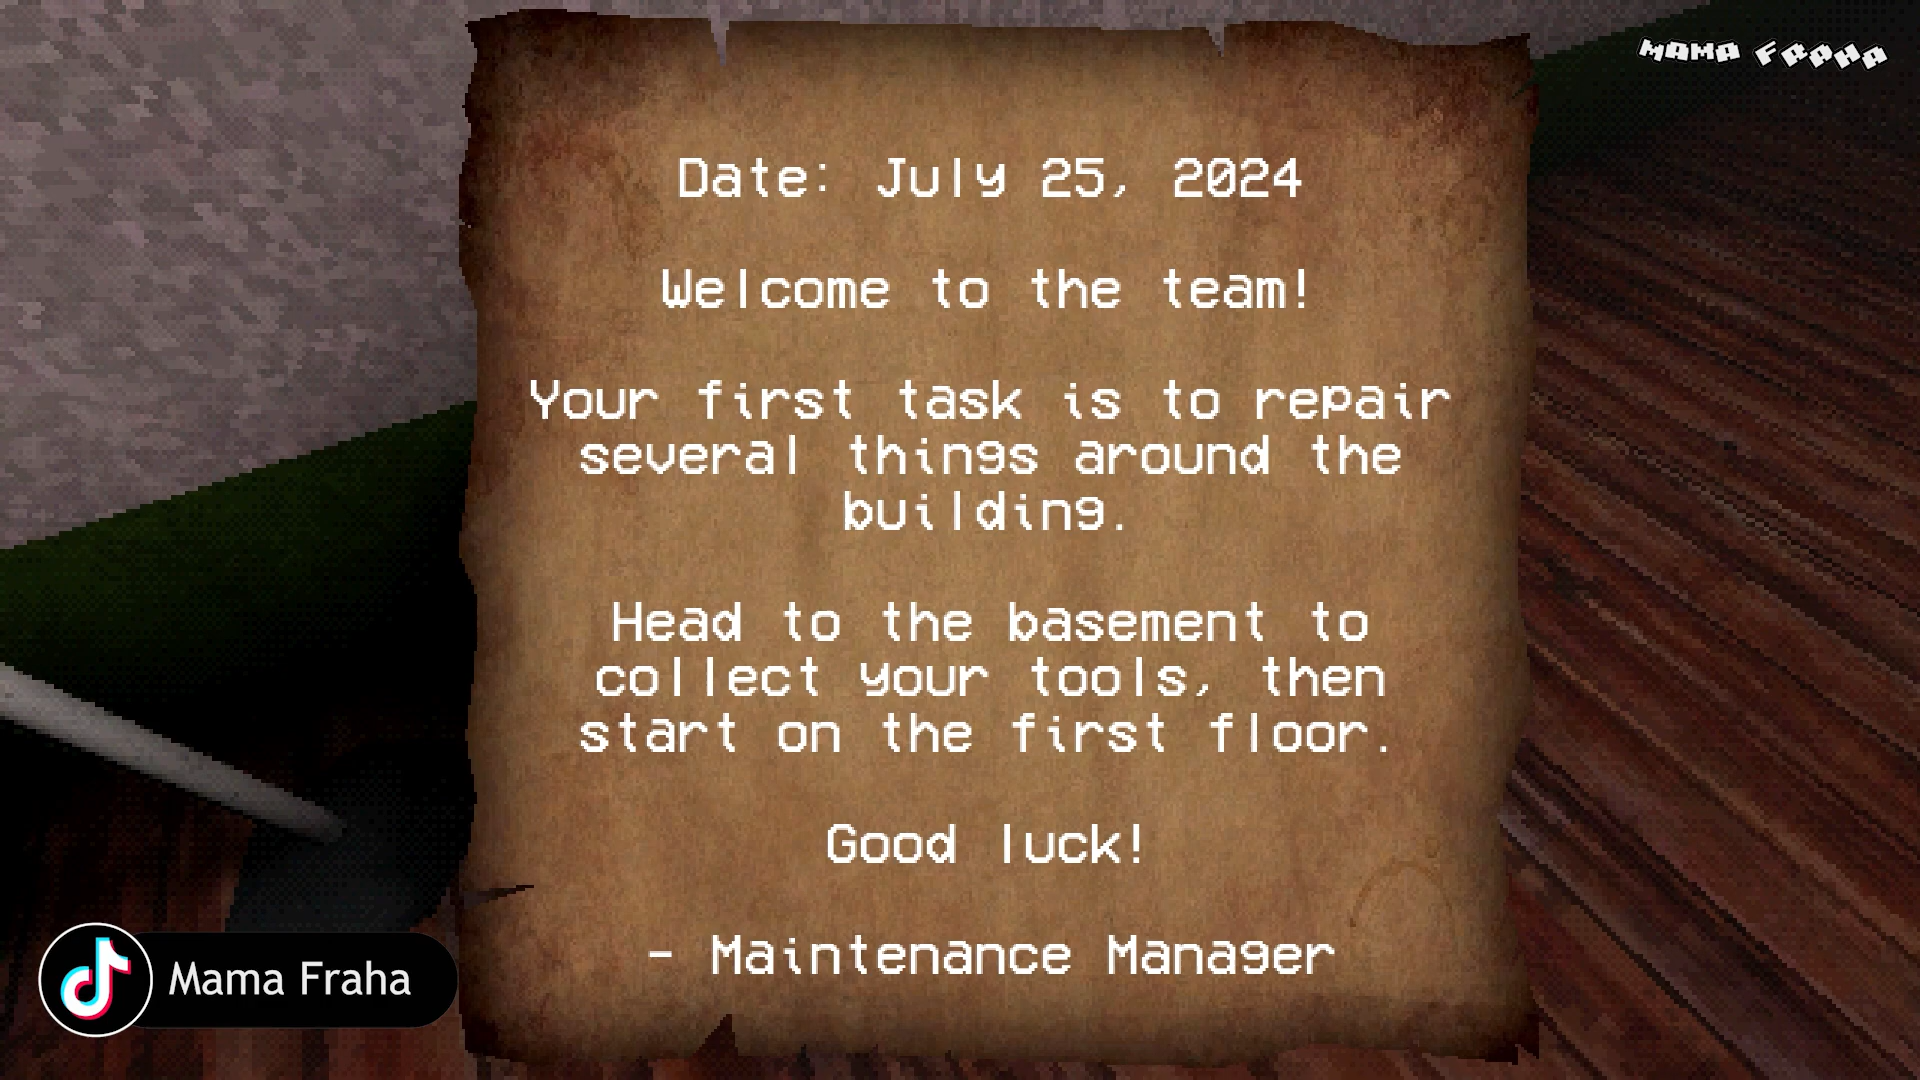 MAMA FRAHA
Date: July 25, 2024
Welcome to the team!
Your first task is to repair
several things around the
building.
Head to the basement to
collect your tools, then
start on the first floor.
Good luck!
- Maintenance Manager
Mama Fraha